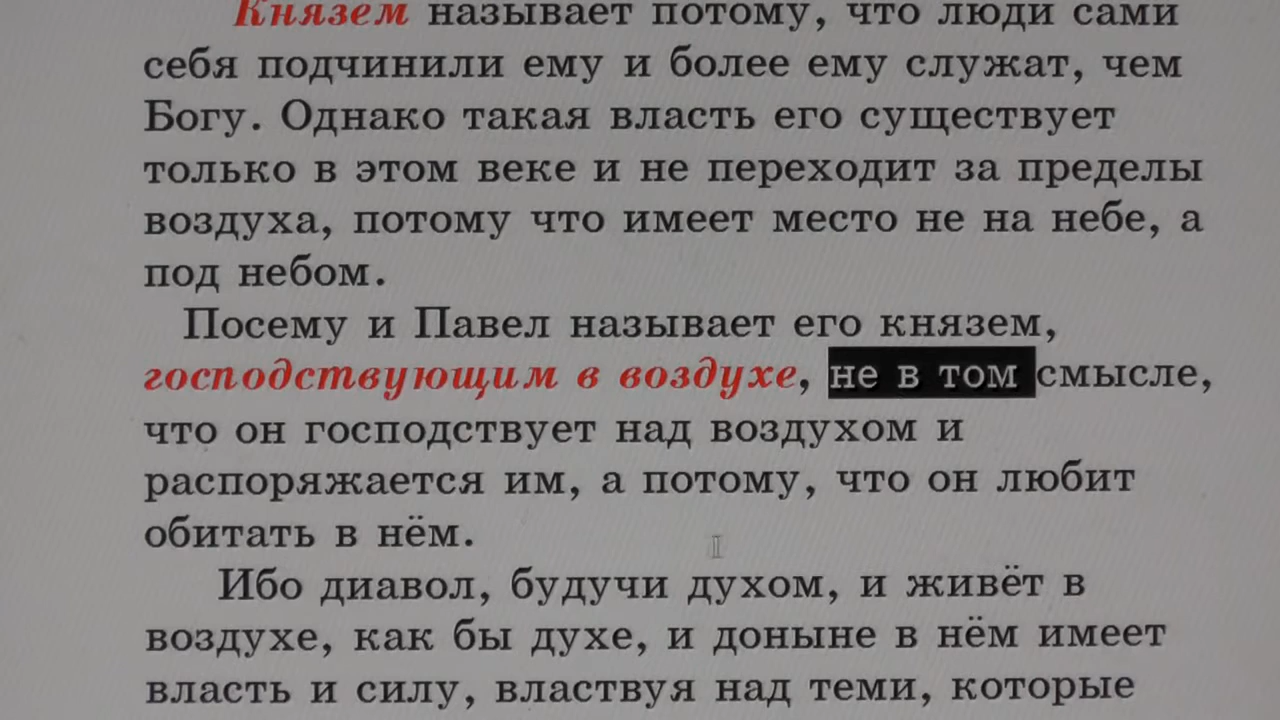 Князем называет потому, что люди сами
себя подчинили ему и более ему служат, чем
Богу. Однако такая власть его существует
только в этом веке и не переходит за пределы
воздуха, потому что имеет место не на небе, а
под небом.
Посему и Павел называет его князем,
господствующим в воздухе, не в том смысле,
что он господствует над воздухом и
распоряжается им, а потому, что он любит
обитать в нём.
Ибо диавол, будучи духом, и живёт в
воздухе, как бы духе, и доныне в нём имеет
власть и силу, властвуя над теми, которые